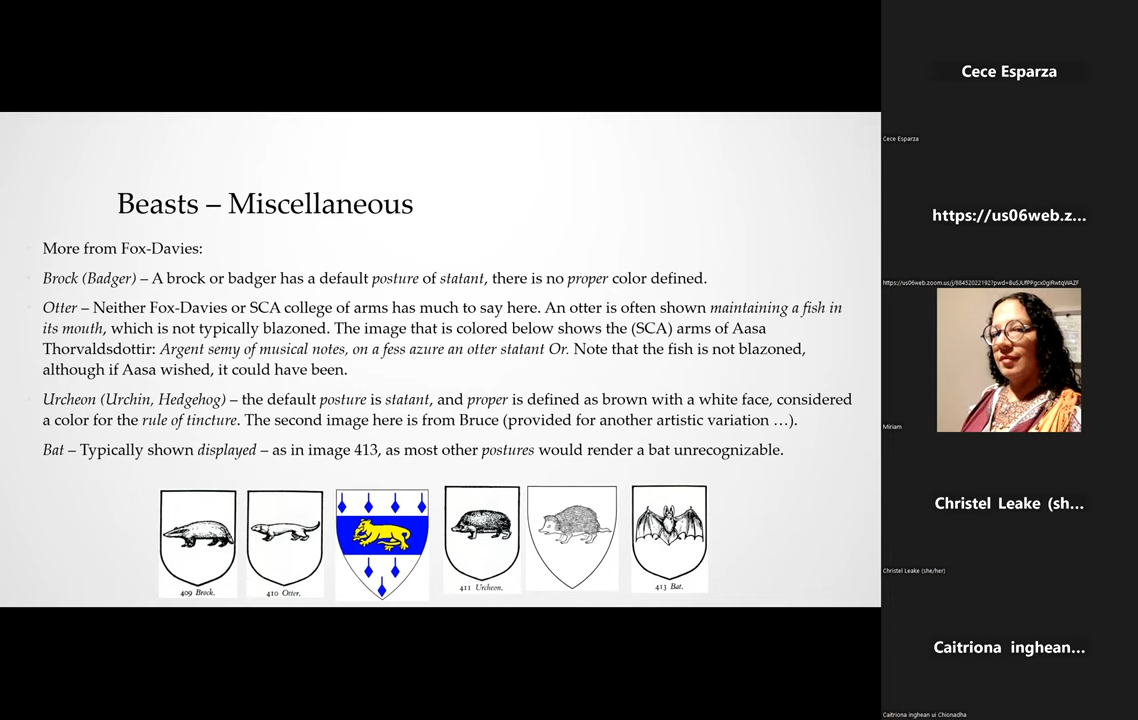 Beasts – Miscellaneous
More from Fox-Davies:
Brock (Badger) – A brock or badger has a default posture of statant, there is no proper color defined.
Otter – Neither Fox-Davies or SCA college of arms has much to say here. An otter is often shown maintaining a fish in
its mouth, which is not typically blazoned. The image that is colored below shows the (SCA) arms of Aasa
Thorvaldsdottir: Argent semy of musical notes, on a fess azure an otter statant Or. Note that the fish is not blazoned,
although if Aasa wished, it could have been.
Urcheon (Urchin, Hedgehog) – the default posture is statant, and proper is defined as brown with a white face, considered
a color for the rule of tincture. The second image here is from Bruce (provided for another artistic variation …).
Bat – Typically shown displayed – as in image 413, as most other postures would render a bat unrecognizable.
409 Brock.
410 Otter.
411 Urcheon.
413 Bat.
Cece Esparza
Cece Esparza
https://us06web.z...
Miriam
Christel Leake (sh...
Christel Leake (she/her)
Caitriona inghean...
Caitriona inghean ui Chionadha